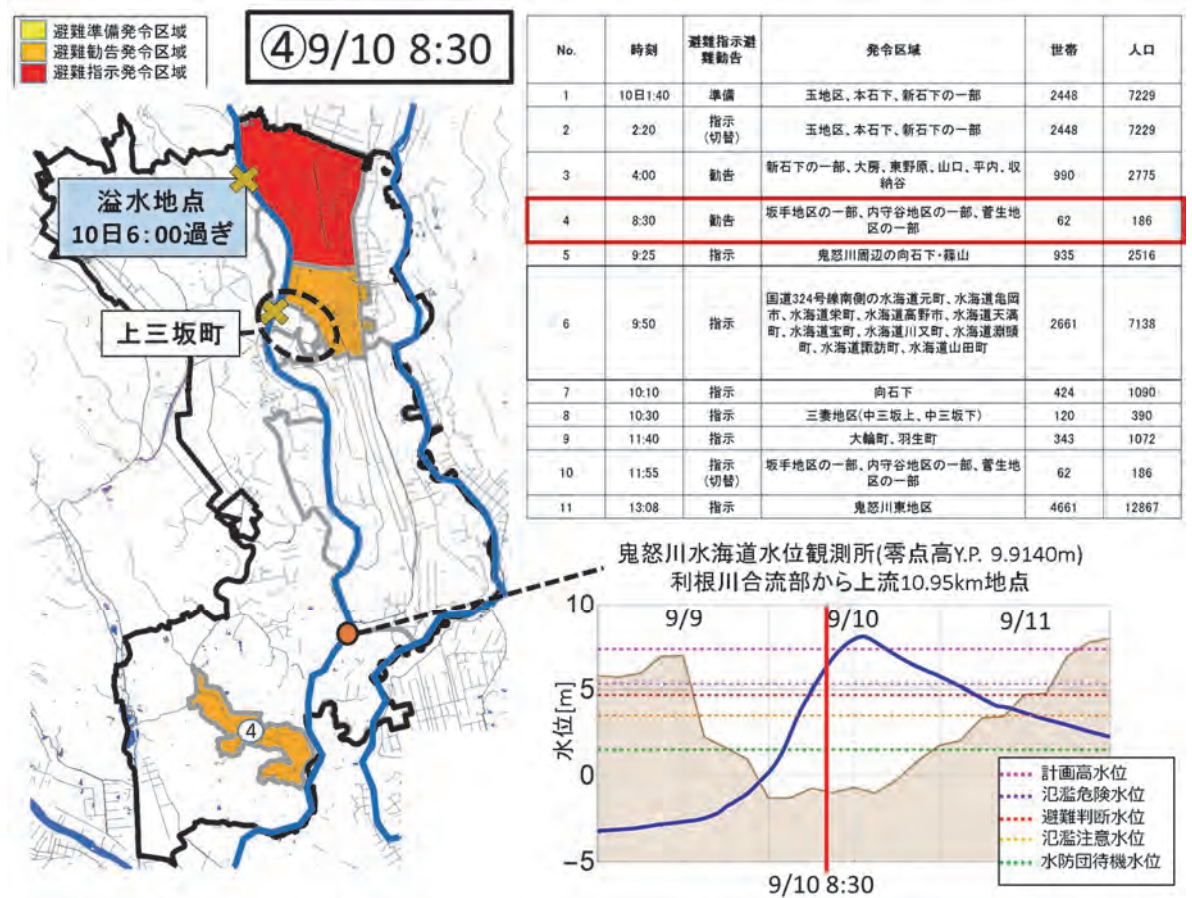 避難準備発令区域
避難勧告発令区域
避難指示発令区域
④9/10 8:30
溢水地点
10日6:00過ぎ
上三坂町
④
No. 時刻 避難指示避難勧告 発令区域 世帯 人口
1 10日1:40 準備 玉地区、本石下、新石下の一部 2448 7229
2 2:20 指示(切替) 玉地区、本石下、新石下の一部 2448 7229
3 4:00 勧告 新石下の一部、大房、東野原、山口、平内、収納谷 990 2775
4 8:30 勧告 坂手地区の一部、内守谷地区の一部、菅生地区の一部 62 186
5 9:25 指示 鬼怒川周辺の向石下・篠山 935 2516
6 9:50 指示 国道324号線南側の水海道元町、水海道亀岡市、水海道栄町、水海道高野市、水海道天満町、水海道宝町、水海道川又町、水海道淵頭町、水海道諏訪町、水海道山田町 2661 7138
7 10:10 指示 向石下 424 1090
8 10:30 指示 三妻地区(中三坂上、中三坂下) 120 390
9 11:40 指示 大輪町、羽生町 343 1072
10 11:55 指示(切替) 坂手地区の一部、内守谷地区の一部、菅生地区の一部 62 186
11 13:08 指示 鬼怒川東地区 4661 12867
鬼怒川水海道水位観測所(零点高Y.P. 9.9140m)
利根川合流部から上流10.95km地点
10
5
0
−5
水位[m]
9/9
9/10
9/11
9/10 8:30
計画高水位
氾濫危険水位
避難判断水位
氾濫注意水位
水防団待機水位